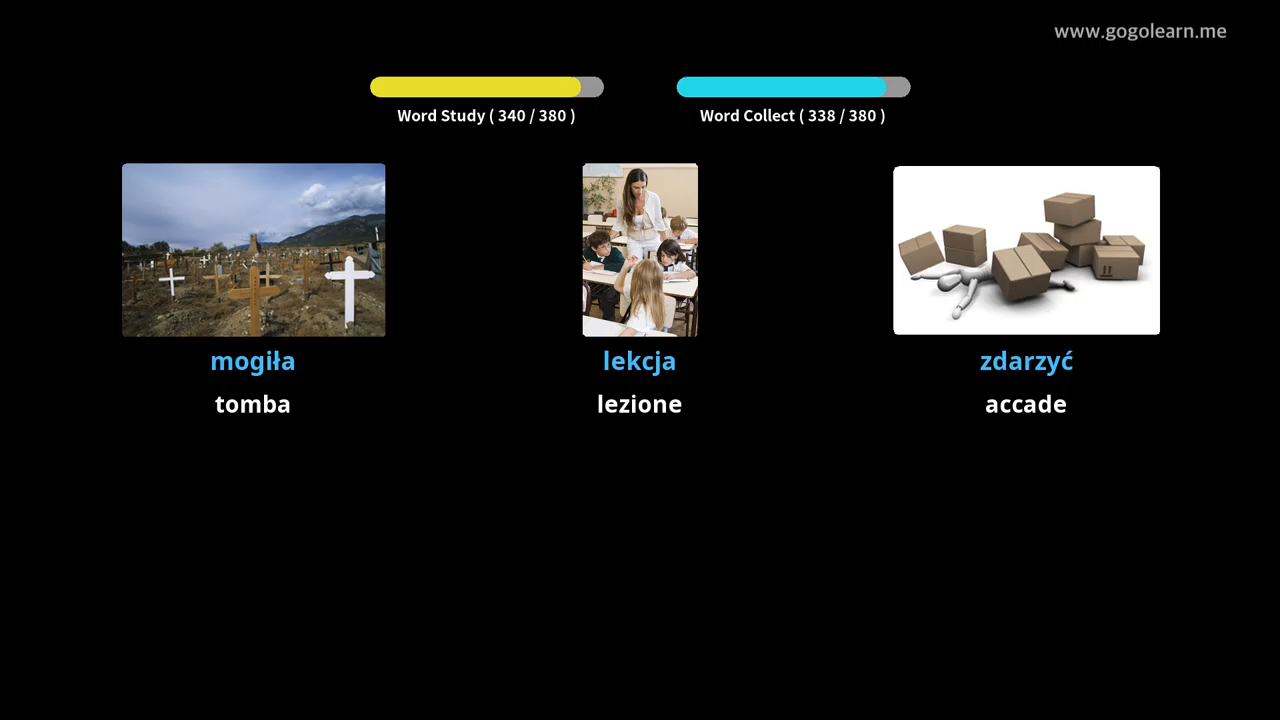 www.gogolearn.me
Word Study ( 340 / 380 )
Word Collect ( 338 / 380 )
mogiła
lekcja
zdarzyć
tomba
lezione
accade